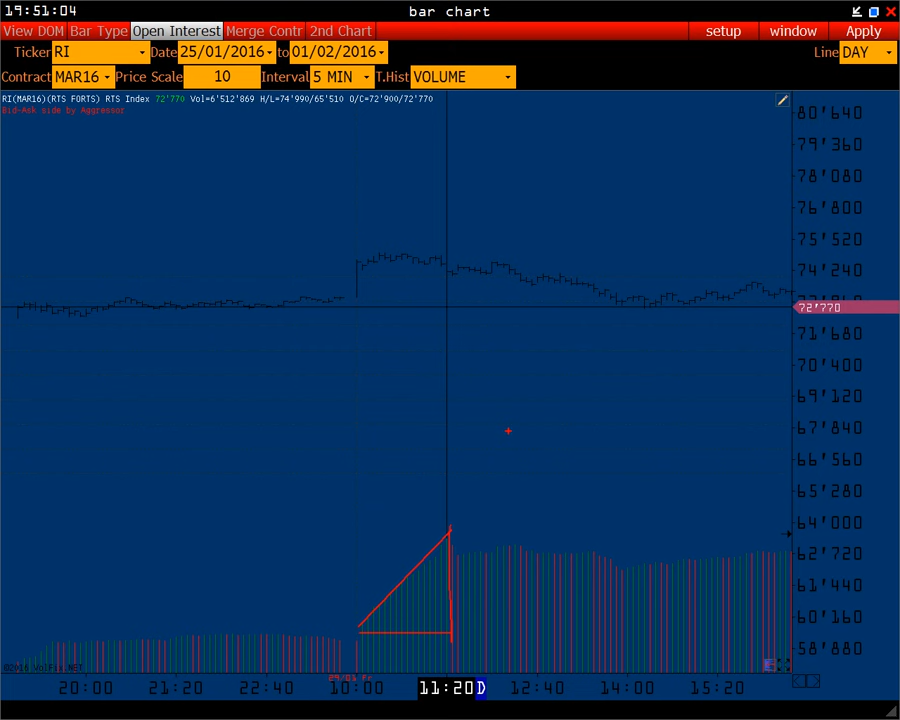 19:51:04 bar chart
View DOM Bar Type Open Interest Merge Contr 2nd Chart setup window Apply
Ticker RI Date 25/01/2016 to 01/02/2016 Line DAY
Contract MAR16 Price Scale 10 Interval 5 MIN T.Hist VOLUME
RI(MAR16)(RTS FORTS) RTS Index 72'770 Vol=6'512'869 H/L=74'990/65'510 O/C=72'900/72'770
Bid-Ask side by Aggressor
80'640
79'360
78'080
76'800
75'520
74'240
72'770
71'680
70'400
69'120
67'840
66'560
65'280
64'000
62'720
61'440
60'160
58'880
©2016 VolFix.NET
29/01 Fr
20:00 21:20 22:40 10:00 11:20 D 12:40 14:00 15:20